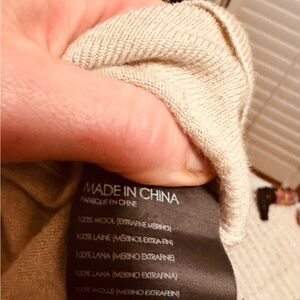 MADE IN CHINA
FABRIQUÉ EN CHINE
100% WOOL (EXTRAFINE MERINO)
100% LAINE (MÉRINOS EXTRA-FIN)
100% LANA (MERINO EXTRAFINE)
100% LANA (MERINO EXTRAFINA)
100% WOLLE (MERINO EXTRAFEIN)